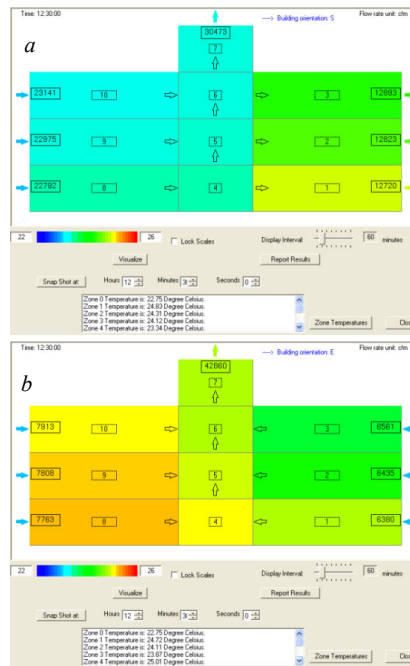 a
Time: 12:30:00
---> Building orientation: S
Flow rate unit: cfm
30473
7
23141 10 6 3 12893
22975 9 5 2 12823
22792 8 4 1 12720
22 26 Lock Scales Display Interval: 60 minutes
Visualize Report Results
Snap Shot at: Hours 12 Minutes 3 Seconds 0
Zone 0 Temperature is: 22.75 Degree Celsius.
Zone 1 Temperature is: 24.83 Degree Celsius.
Zone 2 Temperature is: 24.31 Degree Celsius.
Zone 3 Temperature is: 24.12 Degree Celsius.
Zone 4 Temperature is: 23.34 Degree Celsius.
Zone Temperatures Clo
b
Time: 12:30:00
---> Building orientation: E
Flow rate unit: cfm
42860
7
7913 10 6 3 6561
7808 9 5 2 6435
7763 8 4 1 6380
22 26 Lock Scales Display Interval: 60 minutes
Visualize Report Results
Snap Shot at: Hours 12 Minutes 3 Seconds 0
Zone 0 Temperature is: 22.75 Degree Celsius.
Zone 1 Temperature is: 24.72 Degree Celsius.
Zone 2 Temperature is: 24.11 Degree Celsius.
Zone 3 Temperature is: 23.87 Degree Celsius.
Zone 4 Temperature is: 25.01 Degree Celsius.
Zone Temperatures Clo